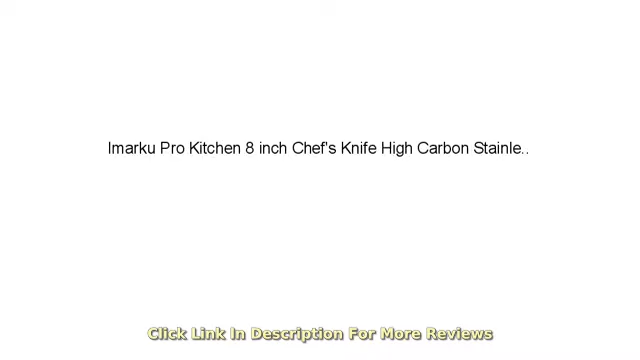 Imarku Pro Kitchen 8 inch Chef's Knife High Carbon Stainle..
Click Link In Description For More Reviews